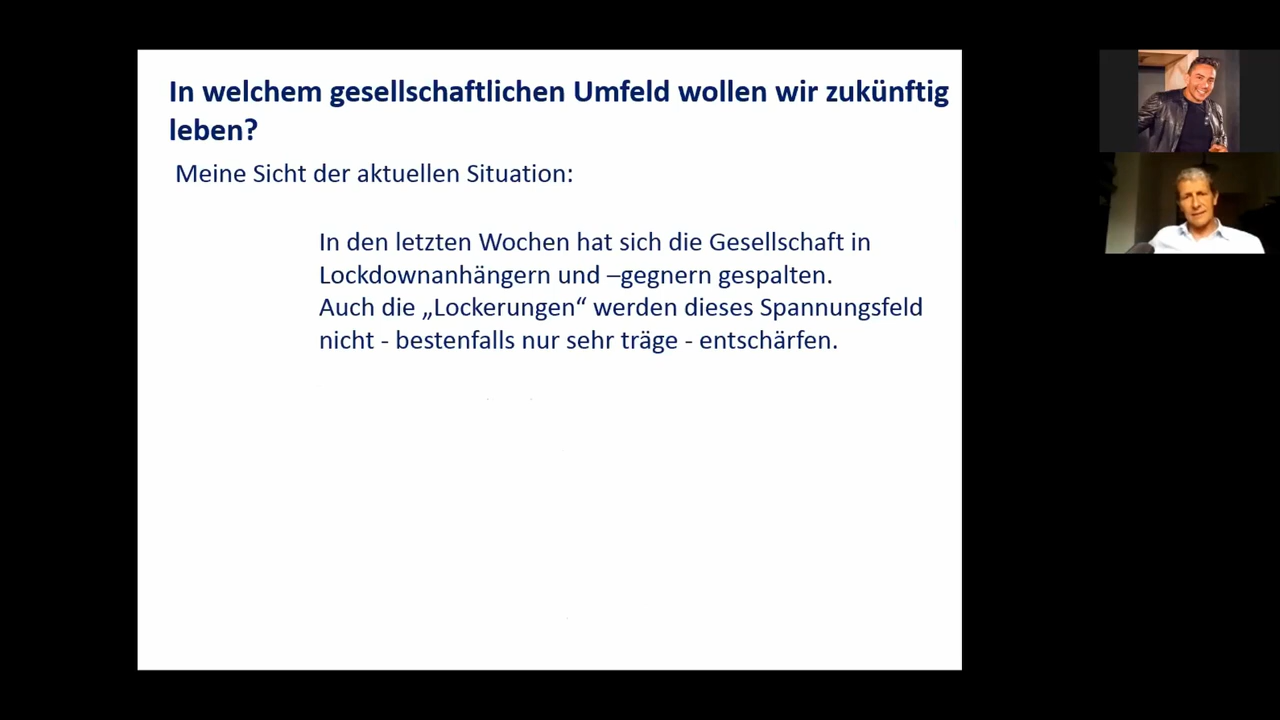 In welchem gesellschaftlichen Umfeld wollen wir zukünftig
leben?
Meine Sicht der aktuellen Situation:
In den letzten Wochen hat sich die Gesellschaft in
Lockdownanhängern und –gegnern gespalten.
Auch die „Lockerungen“ werden dieses Spannungsfeld
nicht - bestenfalls nur sehr träge - entschärfen.